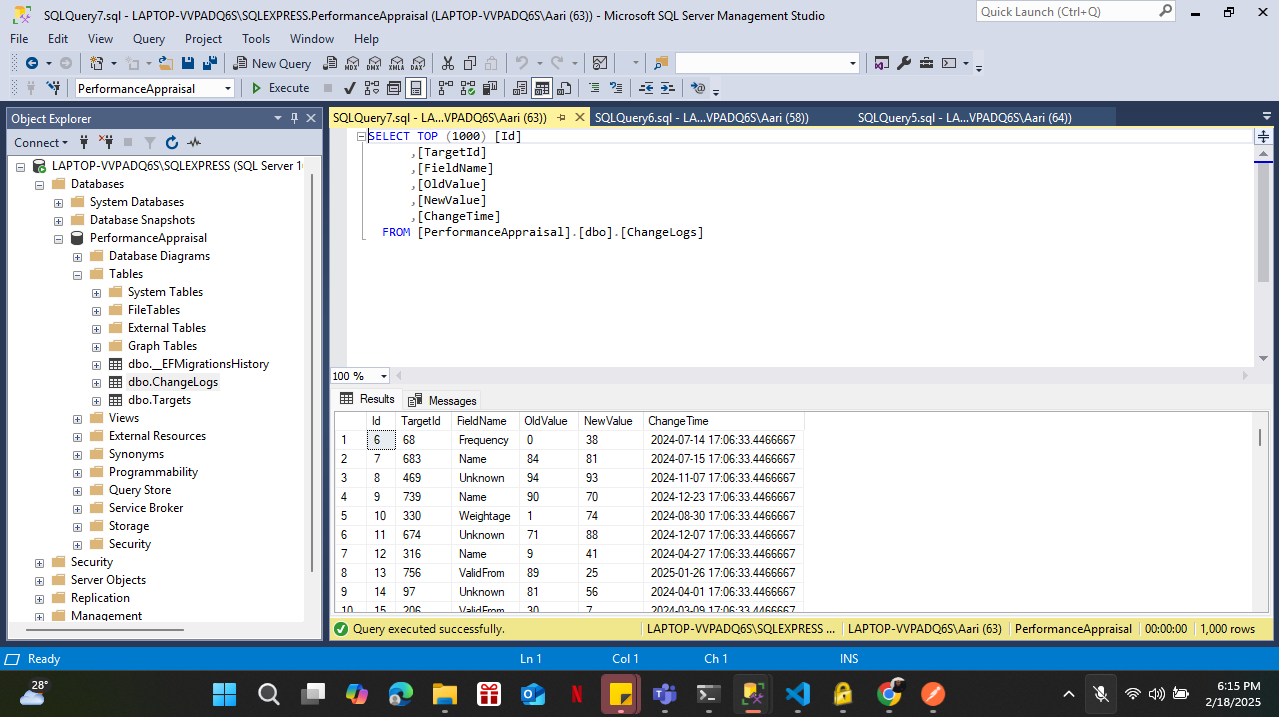 SQLQuery7.sql - LAPTOP-VVPADQ6S\SQLEXPRESS.PerformanceAppraisal (LAPTOP-VVPADQ6S\Aari (63)) - Microsoft SQL Server Management Studio
Quick Launch (Ctrl+Q)
File Edit View Query Project Tools Window Help
New Query MDX DMX XMLA DAX
PerformanceAppraisal Execute
Object Explorer
Connect
LAPTOP-VVPADQ6S\SQLEXPRESS (SQL Server 1
Databases
System Databases
Database Snapshots
PerformanceAppraisal
Database Diagrams
Tables
System Tables
FileTables
External Tables
Graph Tables
dbo.__EFMigrationsHistory
dbo.ChangeLogs
dbo.Targets
Views
External Resources
Synonyms
Programmability
Query Store
Service Broker
Storage
Security
Security
Server Objects
Replication
Management
SQLQuery7.sql - LA...VVPADQ6S\Aari (63)) SQLQuery6.sql - LA...VVPADQ6S\Aari (58)) SQLQuery5.sql - LA...VVPADQ6S\Aari (64))
SELECT TOP (1000) [Id]
,[TargetId]
,[FieldName]
,[OldValue]
,[NewValue]
,[ChangeTime]
FROM [PerformanceAppraisal].[dbo].[ChangeLogs]
100 %
Results Messages
Id TargetId FieldName OldValue NewValue ChangeTime
1 6 68 Frequency 0 38 2024-07-14 17:06:33.4466667
2 7 683 Name 84 81 2024-07-15 17:06:33.4466667
3 8 469 Unknown 94 93 2024-11-07 17:06:33.4466667
4 9 739 Name 90 70 2024-12-23 17:06:33.4466667
5 10 330 Weightage 1 74 2024-08-30 17:06:33.4466667
6 11 674 Unknown 71 88 2024-12-07 17:06:33.4466667
7 12 316 Name 9 41 2024-04-27 17:06:33.4466667
8 13 756 ValidFrom 89 25 2025-01-26 17:06:33.4466667
9 14 97 Unknown 81 56 2024-04-01 17:06:33.4466667
10 15 206 ValidFrom 30 7 2024-03-09 17:06:33.4466667
Query executed successfully. LAPTOP-VVPADQ6S\SQLEXPRESS ... LAPTOP-VVPADQ6S\Aari (63) PerformanceAppraisal 00:00:00 1,000 rows
Ready Ln 1 Col 1 Ch 1 INS
28°
6:15 PM
2/18/2025